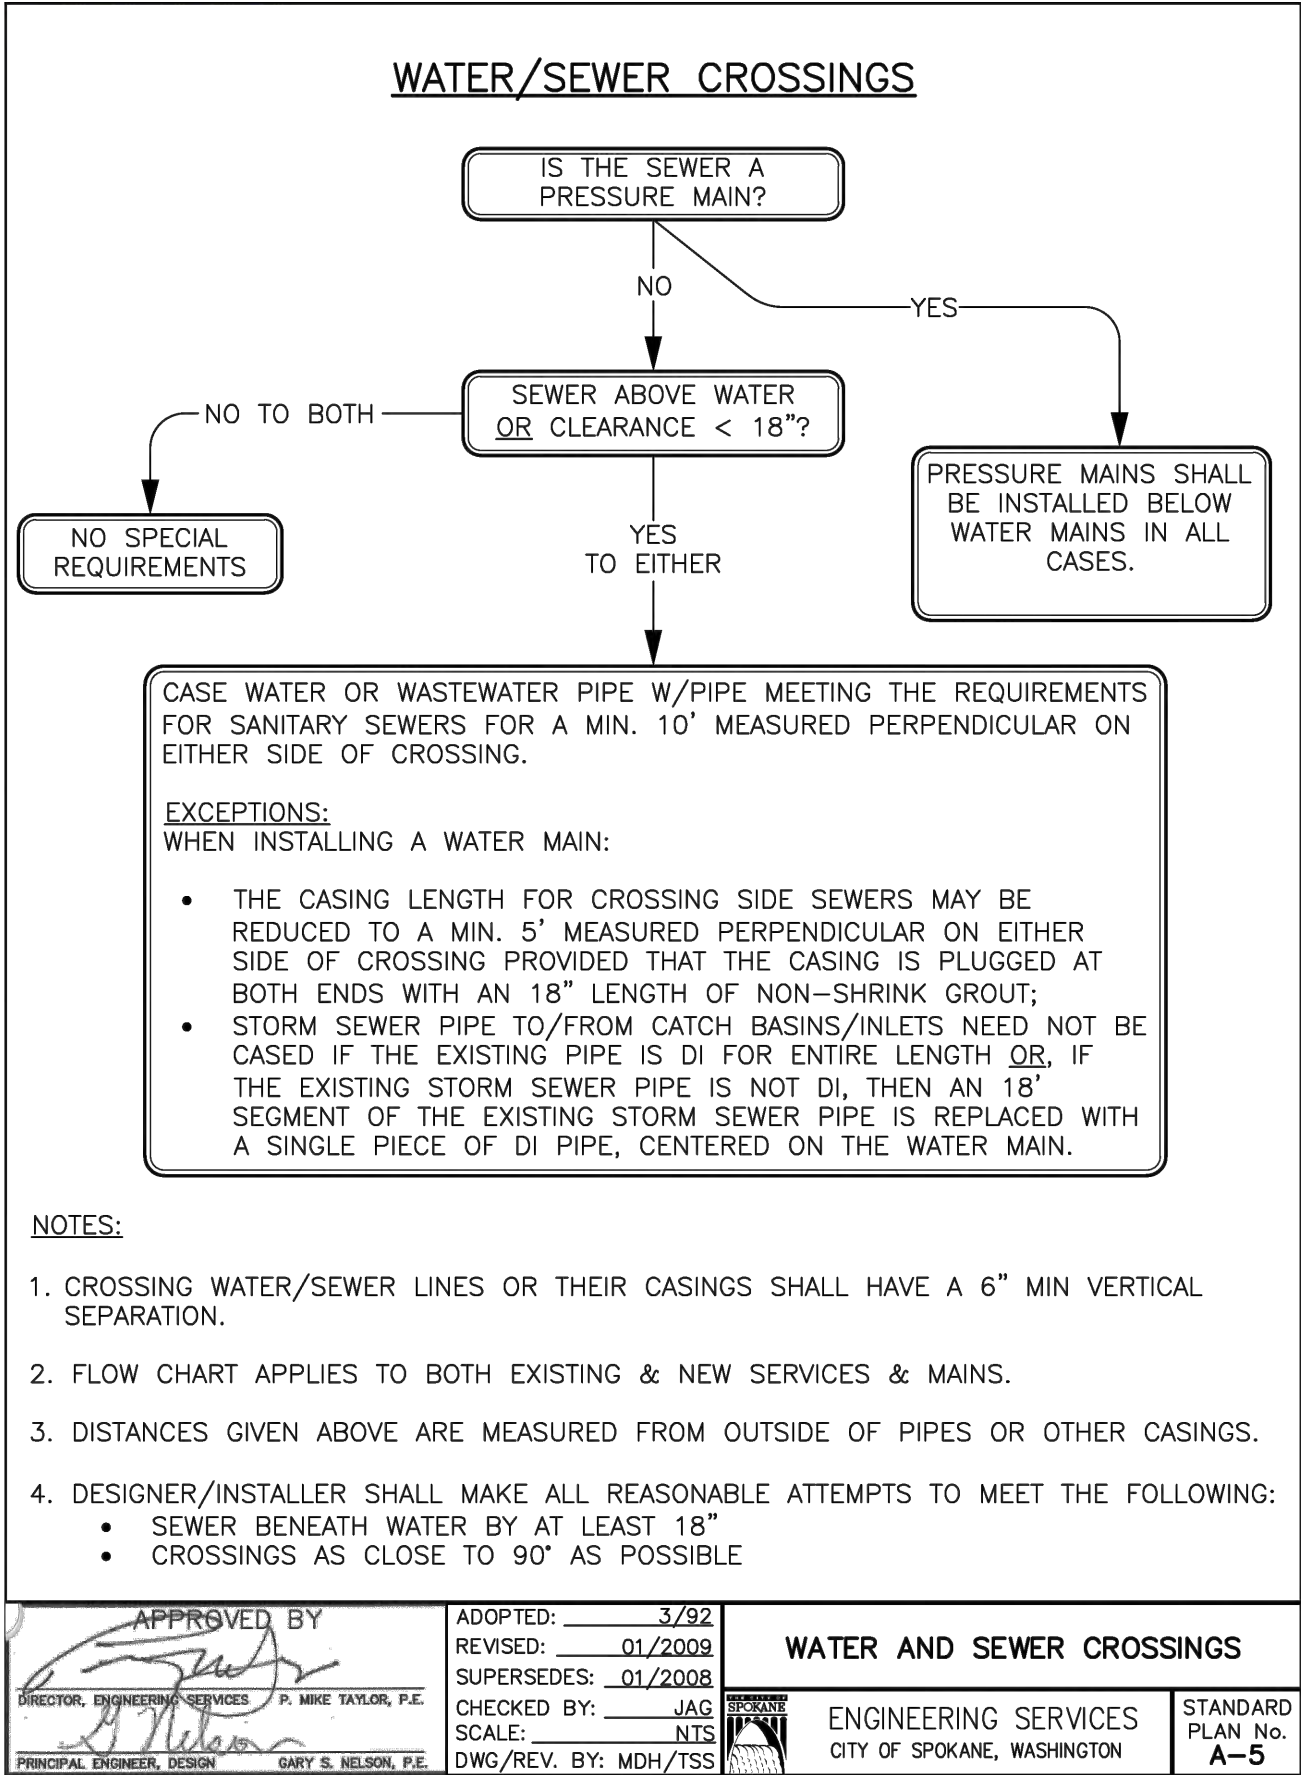 WATER/SEWER CROSSINGS
IS THE SEWER A
PRESSURE MAIN?
NO
YES
SEWER ABOVE WATER
OR CLEARANCE < 18"?
NO TO BOTH
NO SPECIAL
REQUIREMENTS
YES
TO EITHER
PRESSURE MAINS SHALL
BE INSTALLED BELOW
WATER MAINS IN ALL
CASES.
CASE WATER OR WASTEWATER PIPE W/PIPE MEETING THE REQUIREMENTS
FOR SANITARY SEWERS FOR A MIN. 10' MEASURED PERPENDICULAR ON
EITHER SIDE OF CROSSING.
EXCEPTIONS:
WHEN INSTALLING A WATER MAIN:
• THE CASING LENGTH FOR CROSSING SIDE SEWERS MAY BE
REDUCED TO A MIN. 5' MEASURED PERPENDICULAR ON EITHER
SIDE OF CROSSING PROVIDED THAT THE CASING IS PLUGGED AT
BOTH ENDS WITH AN 18" LENGTH OF NON-SHRINK GROUT;
• STORM SEWER PIPE TO/FROM CATCH BASINS/INLETS NEED NOT BE
CASED IF THE EXISTING PIPE IS DI FOR ENTIRE LENGTH OR, IF
THE EXISTING STORM SEWER PIPE IS NOT DI, THEN AN 18'
SEGMENT OF THE EXISTING STORM SEWER PIPE IS REPLACED WITH
A SINGLE PIECE OF DI PIPE, CENTERED ON THE WATER MAIN.
NOTES:
1. CROSSING WATER/SEWER LINES OR THEIR CASINGS SHALL HAVE A 6" MIN VERTICAL
SEPARATION.
2. FLOW CHART APPLIES TO BOTH EXISTING & NEW SERVICES & MAINS.
3. DISTANCES GIVEN ABOVE ARE MEASURED FROM OUTSIDE OF PIPES OR OTHER CASINGS.
4. DESIGNER/INSTALLER SHALL MAKE ALL REASONABLE ATTEMPTS TO MEET THE FOLLOWING:
• SEWER BENEATH WATER BY AT LEAST 18"
• CROSSINGS AS CLOSE TO 90° AS POSSIBLE
APPROVED BY
DIRECTOR, ENGINEERING SERVICES P. MIKE TAYLOR, P.E.
G Nelson
PRINCIPAL ENGINEER, DESIGN GARY S. NELSON, P.E.
ADOPTED: 3/92
REVISED: 01/2009
SUPERSEDES: 01/2008
CHECKED BY: JAG
SCALE: NTS
DWG/REV. BY: MDH/TSS
WATER AND SEWER CROSSINGS
THE CITY OF
SPOKANE
ENGINEERING SERVICES
CITY OF SPOKANE, WASHINGTON
STANDARD
PLAN No.
A-5